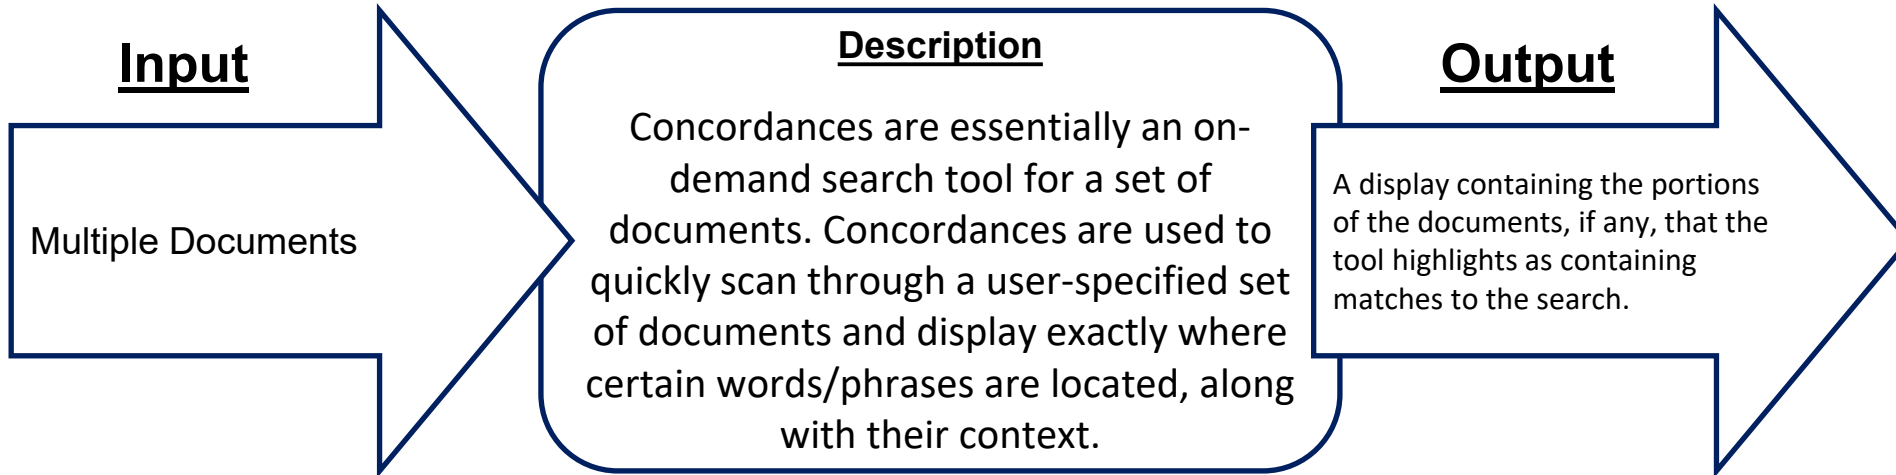 Input
Multiple Documents
Description
Concordances are essentially an on-
demand search tool for a set of
documents. Concordances are used to
quickly scan through a user-specified set
of documents and display exactly where
certain words/phrases are located, along
with their context.
Output
A display containing the portions
of the documents, if any, that the
tool highlights as containing
matches to the search.